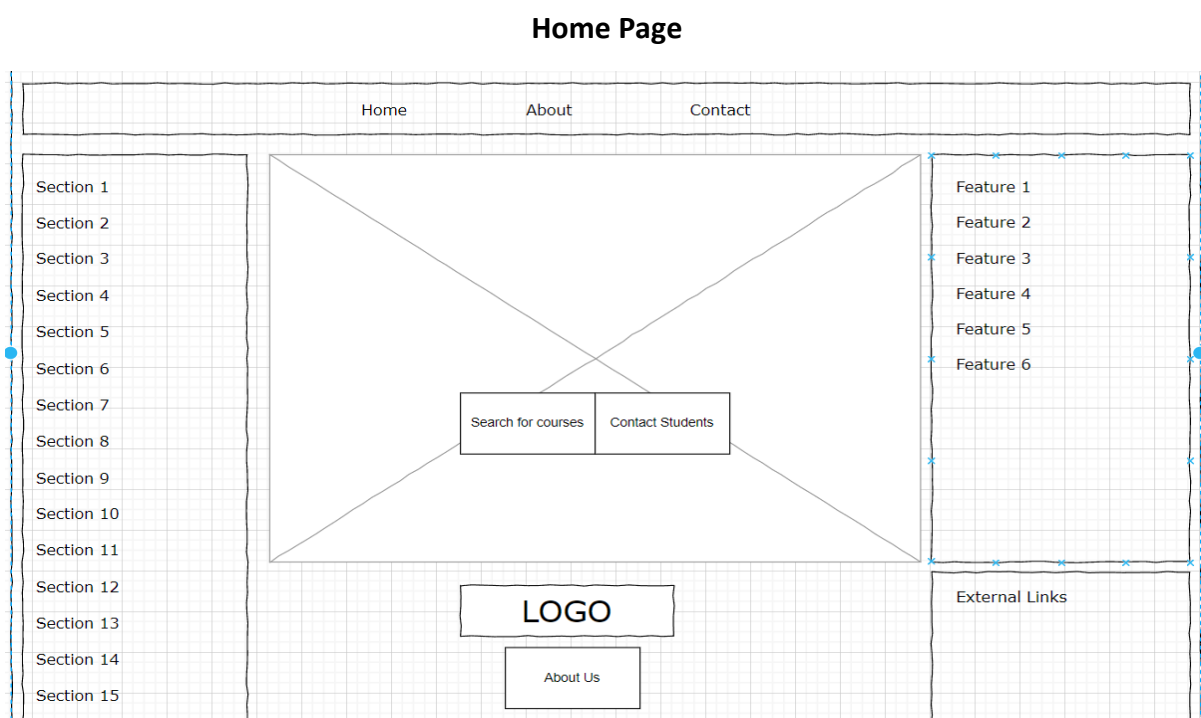 Home Page
Home About Contact
Section 1
Section 2
Section 3
Section 4
Section 5
Section 6
Section 7
Section 8
Section 9
Section 10
Section 11
Section 12
Section 13
Section 14
Section 15
Search for courses
Contact Students
LOGO
About Us
Feature 1
Feature 2
Feature 3
Feature 4
Feature 5
Feature 6
External Links